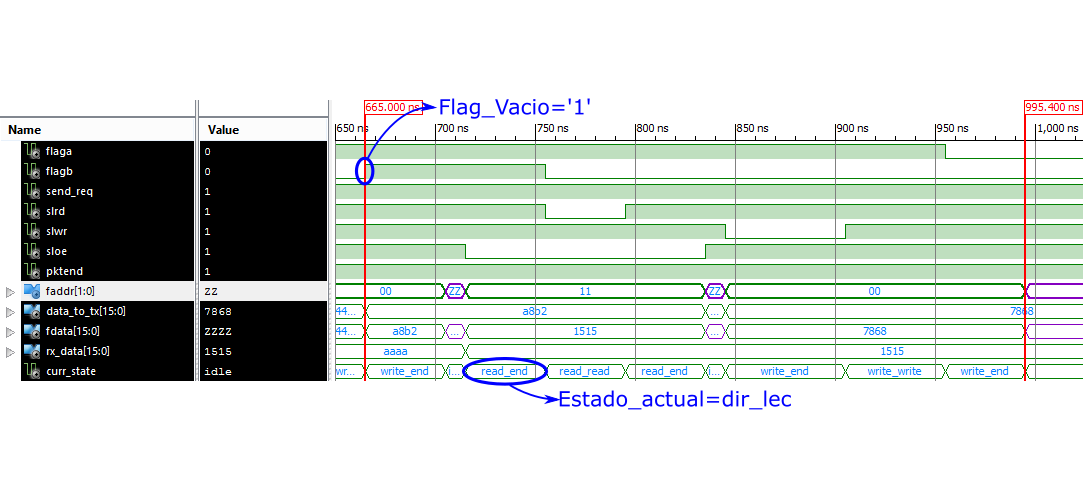 665.000 ns
Flag_Vacio='1'
995.400 ns
Name
Value
650 ns
700 ns
750 ns
800 ns
850 ns
900 ns
950 ns
1,000 ns
flaga 0
flagb 0
send_req 1
slrd 1
slwr 1
sloe 1
pktend 1
faddr[1:0] ZZ 00 ZZ 11 ZZ 00
data_to_tx[15:0] 7868 44... a8b2 ... 7868
fdata[15:0] ZZZZ 44... a8b2 ... 1515 ... 7868
rx_data[15:0] 1515 aaaa 1515
curr_state idle wr... write_end i... read_end read_read read_end i... write_end write_write write_end
Estado_actual=dir_lec